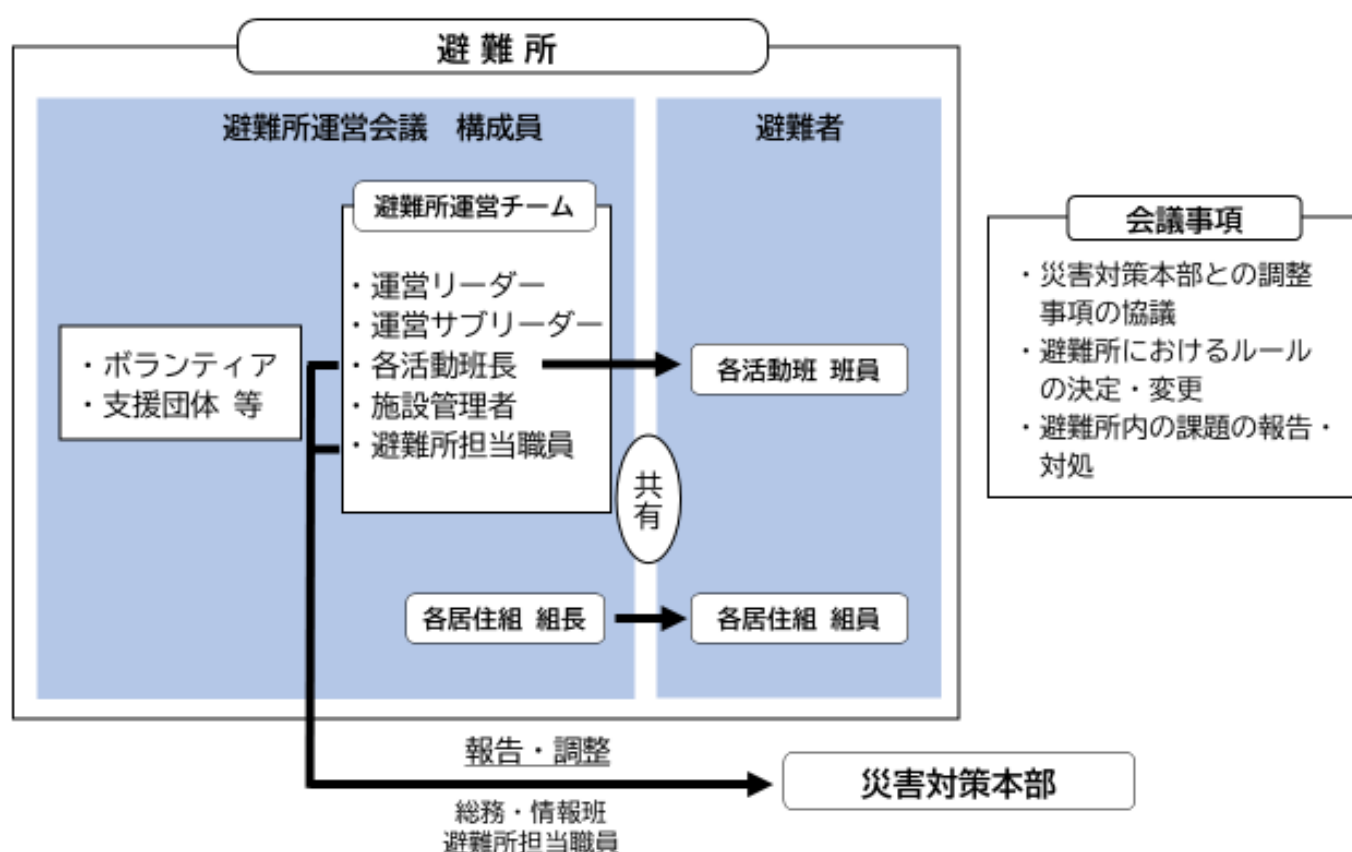 避難所
避難所運営会議 構成員
避難所運営チーム
・運営リーダー
・運営サブリーダー
・各活動班長
・施設管理者
・避難所担当職員
・ボランティア
・支援団体 等
各居住組 組長
共有
避難者
各活動班 班員
各居住組 組員
会議事項
・災害対策本部との調整
事項の協議
・避難所におけるルール
の決定・変更
・避難所内の課題の報告・
対処
報告・調整
総務・情報班
避難所担当職員
災害対策本部